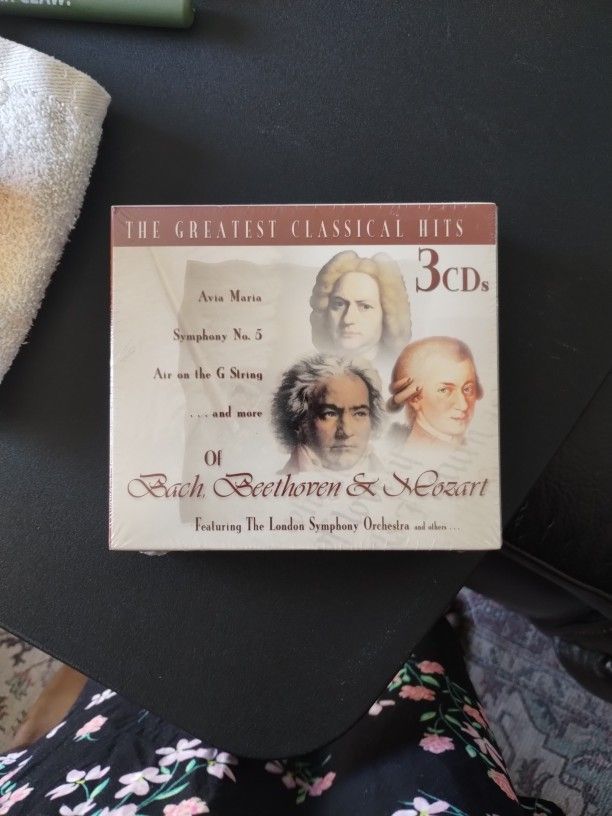 CLAW!
THE GREATEST CLASSICAL HITS
3CDs
Avia Maria
Symphony No. 5
Air on the G String
. . . and more
Of
Bach, Beethoven & Mozart
Featuring The London Symphony Orchestra and others . . .